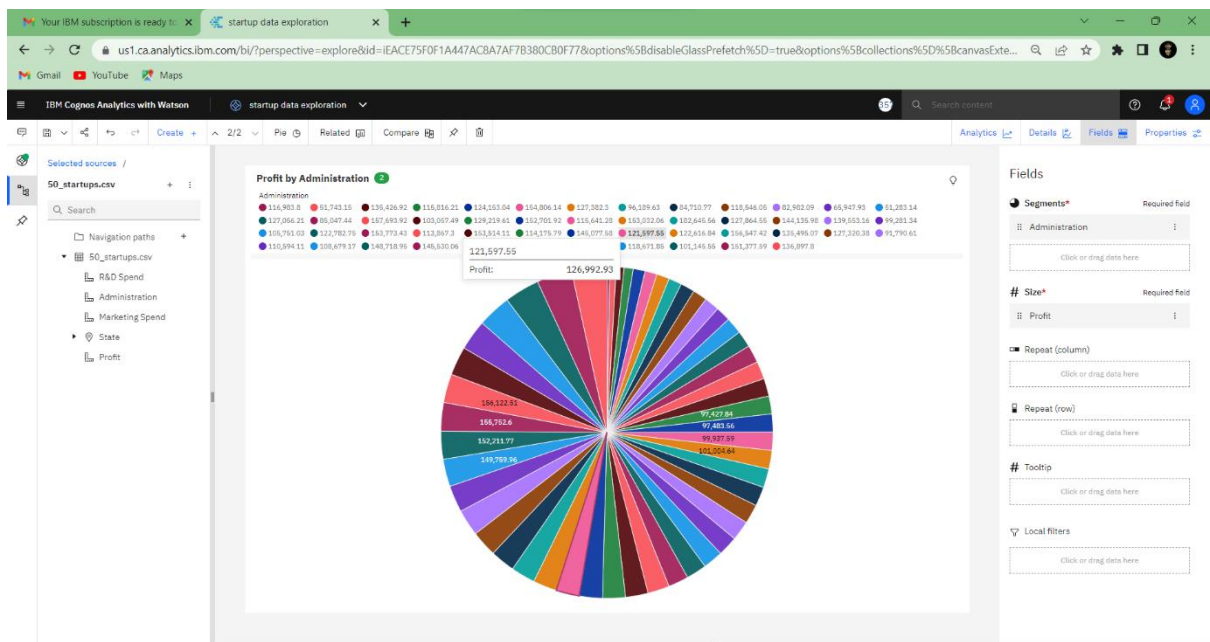 Your IBM subscription is ready to
startup data exploration
us1.ca.analytics.ibm.com/bi/?perspective=explore&id=iEACE75F0F1A447AC8A7AF7B380CB0F77&options%5BdisableGlassPrefetch%5D=true&options%5Bcollections%5D%5BcanvasExte...
Gmail YouTube Maps
IBM Cognos Analytics with Watson startup data exploration Search content
Create + 2/2 Pie Related Compare Analytics Details Fields Properties
Selected sources /
50_startups.csv
Search
Navigation paths
50_startups.csv
R&D Spend
Administration
Marketing Spend
State
Profit
Profit by Administration 2
Administration
116,983.8 51,743.15 135,426.92 115,816.21 124,153.04 154,806.14 127,382.3 96,189.63 84,710.77 118,546.05 82,982.09 65,947.93 51,283.14
127,056.21 85,047.44 157,693.92 103,057.49 129,219.61 152,701.92 115,641.28 153,032.06 102,645.56 127,864.55 144,135.98 139,553.16 99,281.34
105,751.03 122,782.75 153,773.43 113,867.3 153,514.11 114,175.79 145,077.58 121,597.55 122,616.84 156,547.42 135,495.07 127,320.38 91,790.61
110,594.11 108,679.17 148,718.95 145,530.06 118,671.85 101,145.55 151,377.59 136,897.8
121,597.55
Profit: 126,992.93
156,122.51
155,752.6
152,211.77
149,759.96
97,427.84
97,483.56
99,937.59
101,004.64
Fields
Segments* Required field
Administration
Click or drag data here
Size* Required field
Profit
Repeat (column)
Click or drag data here
Repeat (row)
Click or drag data here
Tooltip
Click or drag data here
Local filters
Click or drag data here